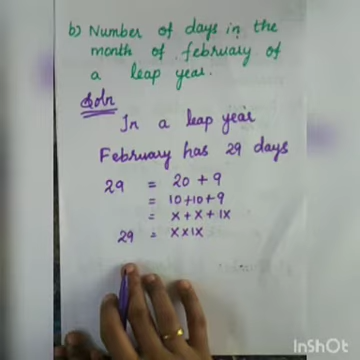 b) Number of days in the
month of february of
a leap year.
Soln
In a leap year
February has 29 days
29 = 20 + 9
= 10+10+9
= X + X + IX
29 = XXIX
InShOt